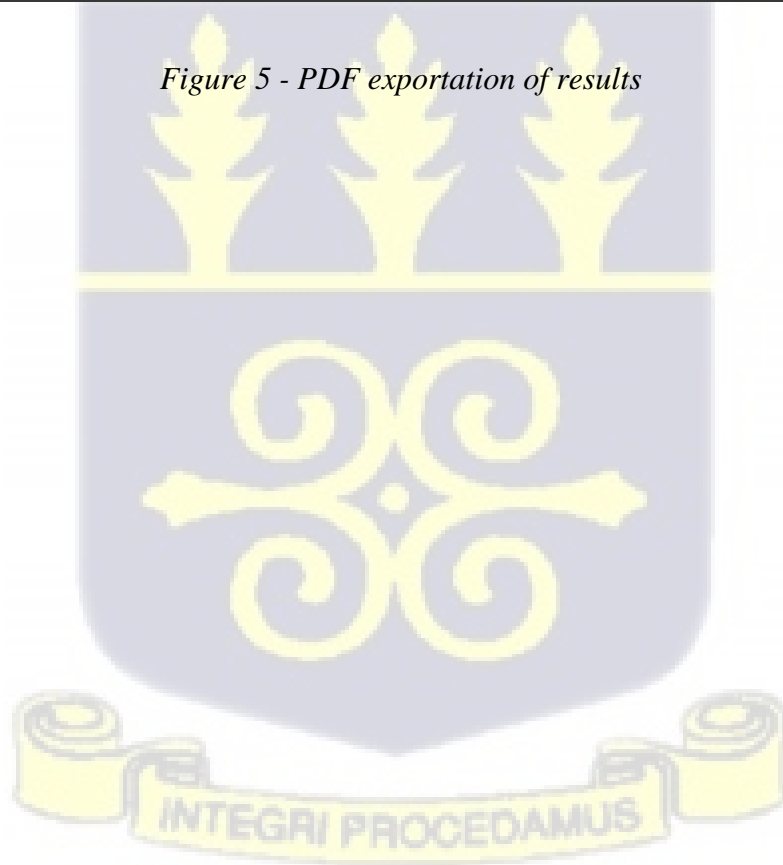 Figure 5 - PDF exportation of results
INTEGRI PROCEDAMUS